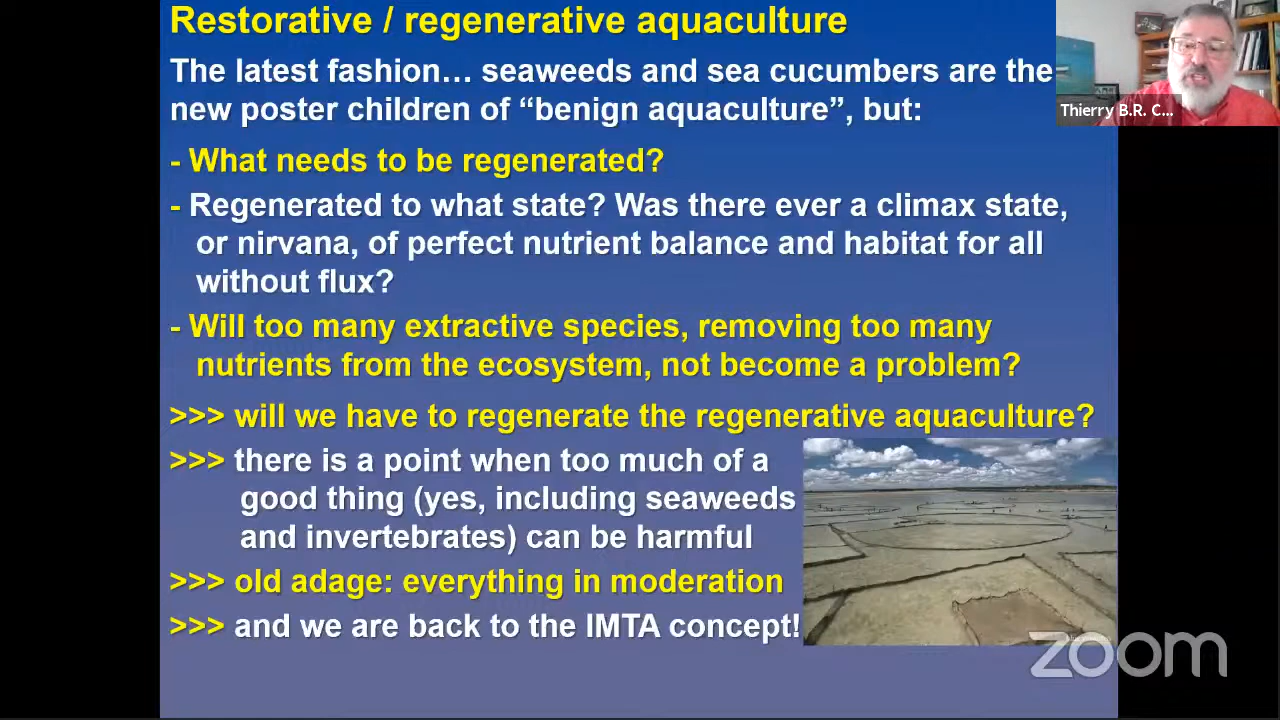 Restorative / regenerative aquaculture
The latest fashion… seaweeds and sea cucumbers are the
new poster children of “benign aquaculture”, but:
- What needs to be regenerated?
- Regenerated to what state? Was there ever a climax state,
or nirvana, of perfect nutrient balance and habitat for all
without flux?
- Will too many extractive species, removing too many
nutrients from the ecosystem, not become a problem?
>>> will we have to regenerate the regenerative aquaculture?
>>> there is a point when too much of a
good thing (yes, including seaweeds
and invertebrates) can be harmful
>>> old adage: everything in moderation
>>> and we are back to the IMTA concept!
Thierry B.R. C...
zoom